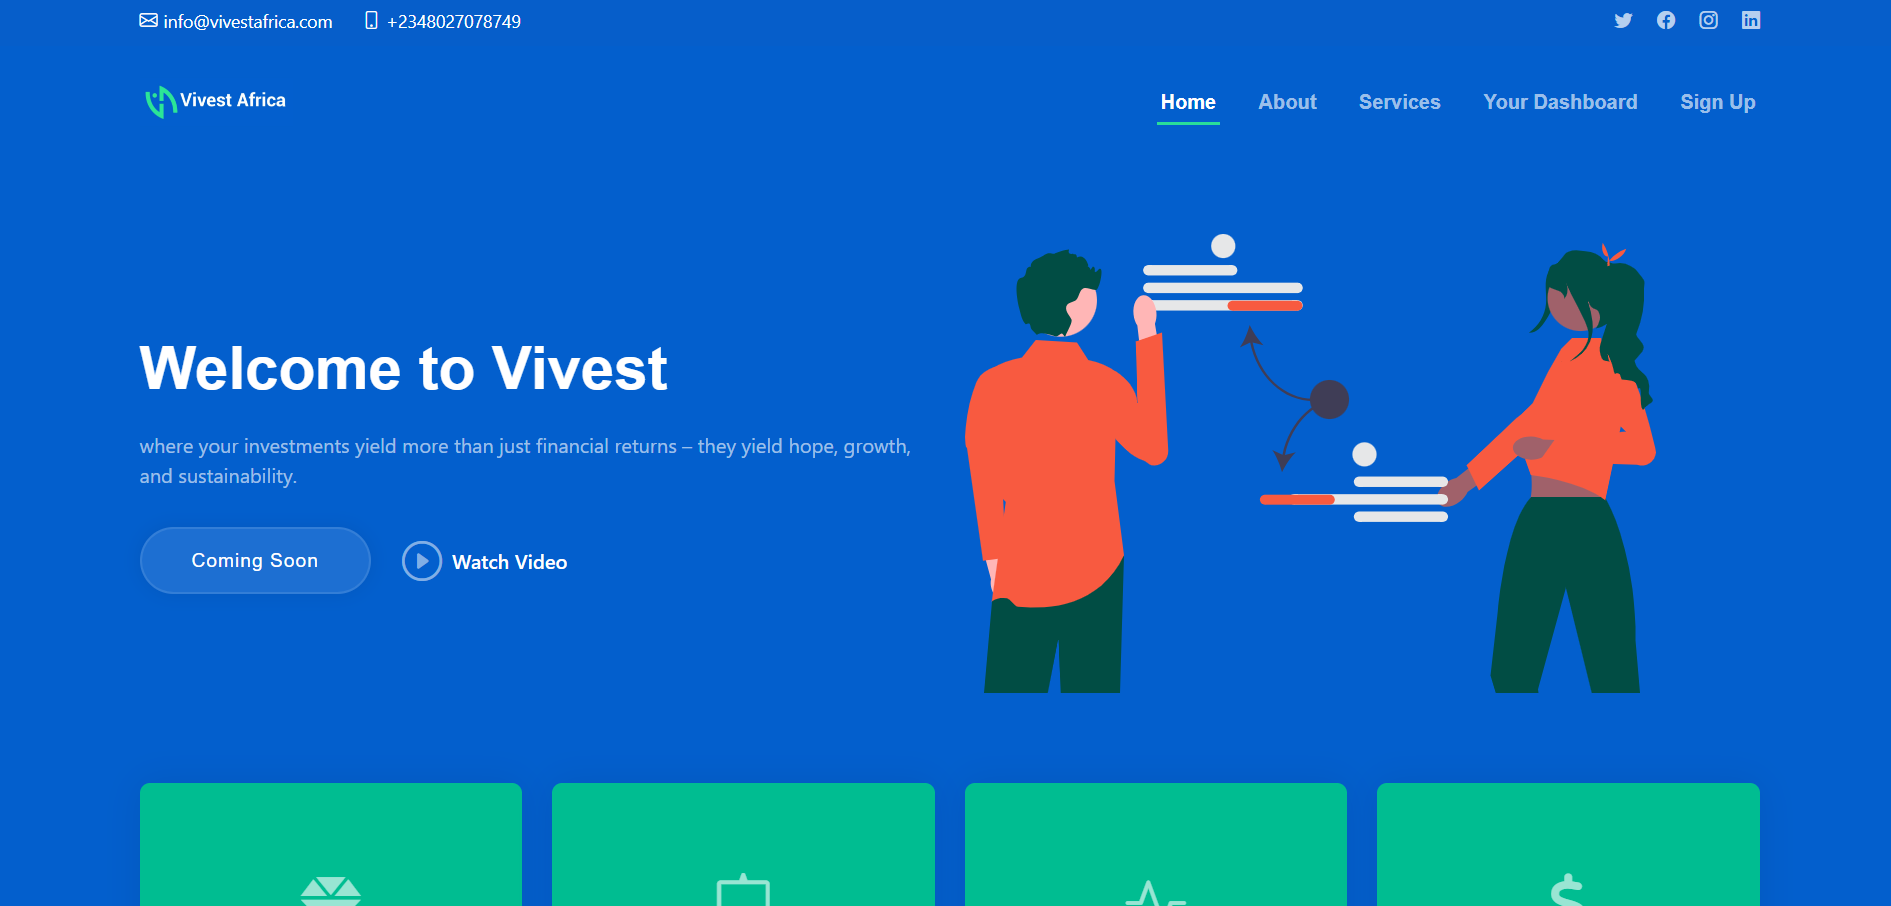 info@vivestafrica.com
+2348027078749
Vivest Africa
Home
About
Services
Your Dashboard
Sign Up
Welcome to Vivest
where your investments yield more than just financial returns – they yield hope, growth,
and sustainability.
Coming Soon
Watch Video